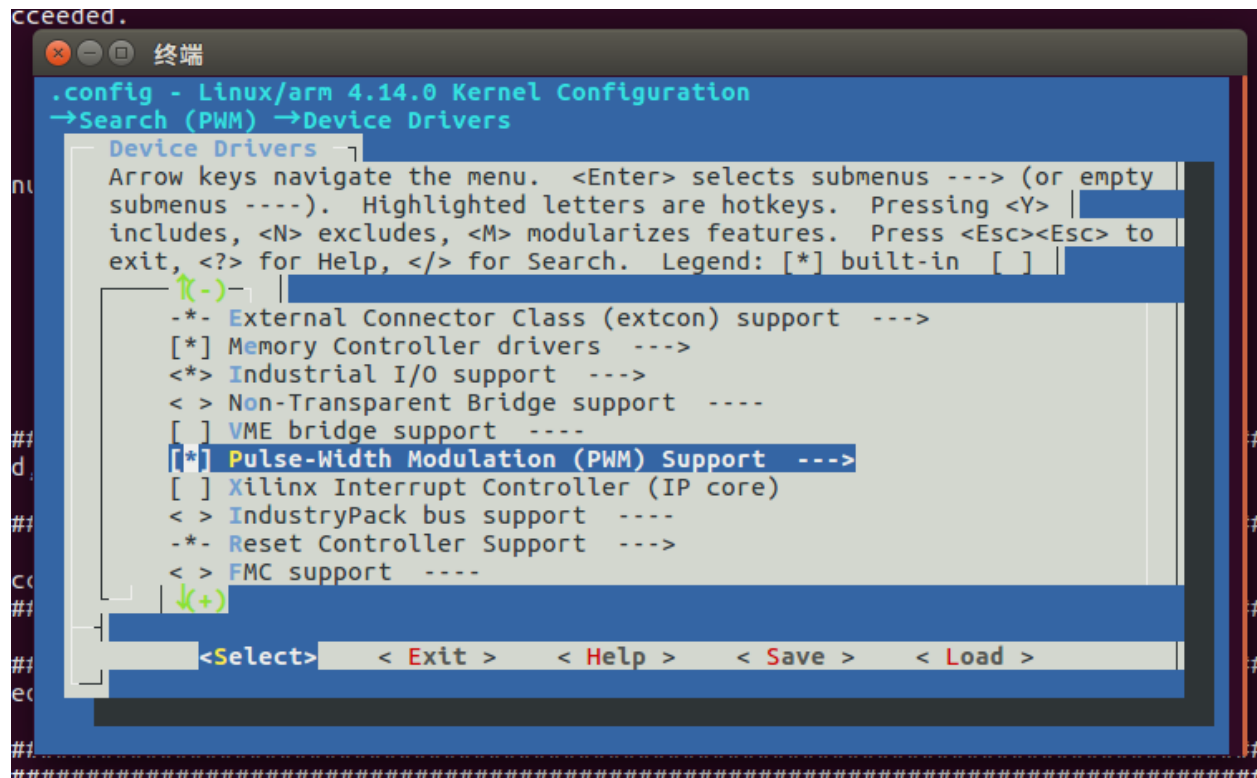 cceeded.
终端
.config - Linux/arm 4.14.0 Kernel Configuration
→Search (PWM) →Device Drivers
Device Drivers
Arrow keys navigate the menu.  <Enter> selects submenus ---> (or empty
submenus ----).  Highlighted letters are hotkeys.  Pressing <Y>
includes, <N> excludes, <M> modularizes features.  Press <Esc><Esc> to
exit, <?> for Help, </> for Search.  Legend: [*] built-in  [ ]
↑(-)
-*- External Connector Class (extcon) support  --->
[*] Memory Controller drivers  --->
<*> Industrial I/O support  --->
< > Non-Transparent Bridge support  ----
[ ] VME bridge support  ----
[*] Pulse-Width Modulation (PWM) Support  --->
[ ] Xilinx Interrupt Controller (IP core)
< > IndustryPack bus support  ----
-*- Reset Controller Support  --->
< > FMC support  ----
↓(+)
<Select>    < Exit >    < Help >    < Save >    < Load >